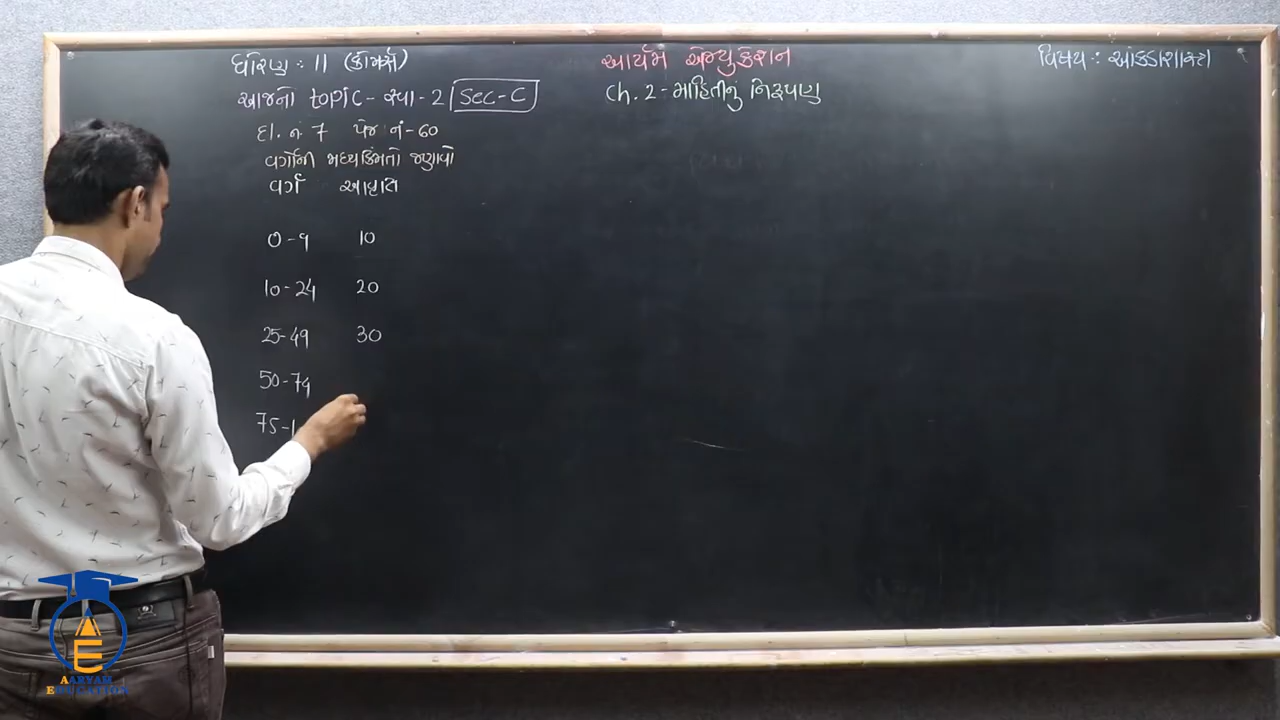 ધોરણ : 11 (કોમર્સ)
આર્યમ એજ્યુકેશન
વિષય : આંકડાશાસ્ત્ર
આજનો topic - સ્વા - 2 Sec-C
Ch. 2 - માહિતીનું નિરૂપણ
દા. નં 7 પેજ નં - 60
વર્ગોની મધ્યકિંમતો જણાવો
વર્ગ આવૃત્તિ
0-9 10
10-24 20
25-49 30
50-74
75-1
AARYAM
EDUCATION